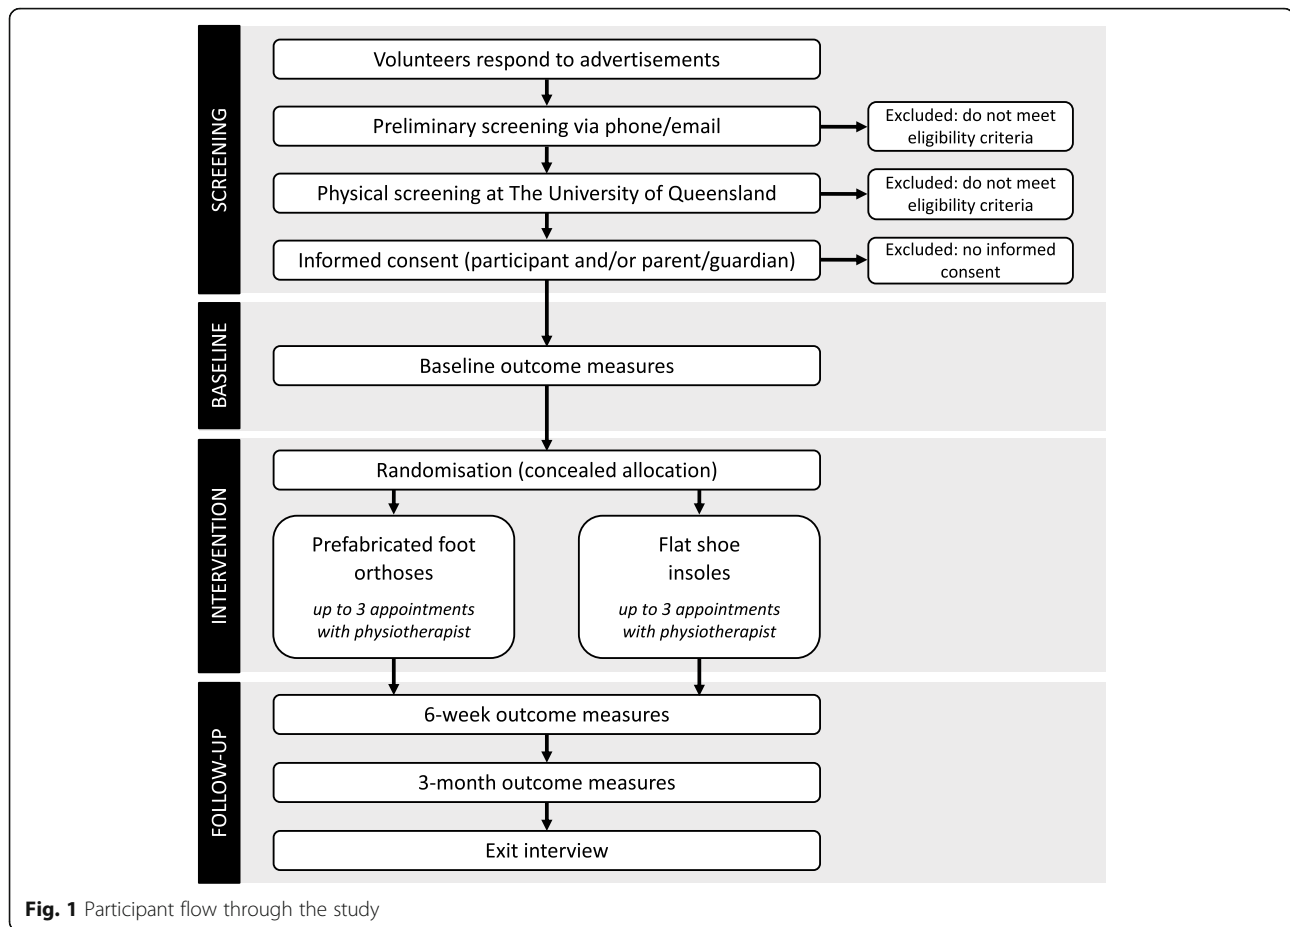 SCREENING
Volunteers respond to advertisements
Preliminary screening via phone/email
Excluded: do not meet
eligibility criteria
Physical screening at The University of Queensland
Excluded: do not meet
eligibility criteria
Informed consent (participant and/or parent/guardian)
Excluded: no informed
consent
BASELINE
Baseline outcome measures
INTERVENTION
Randomisation (concealed allocation)
Prefabricated foot
orthoses
up to 3 appointments
with physiotherapist
Flat shoe
insoles
up to 3 appointments
with physiotherapist
FOLLOW-UP
6-week outcome measures
3-month outcome measures
Exit interview
Fig. 1 Participant flow through the study